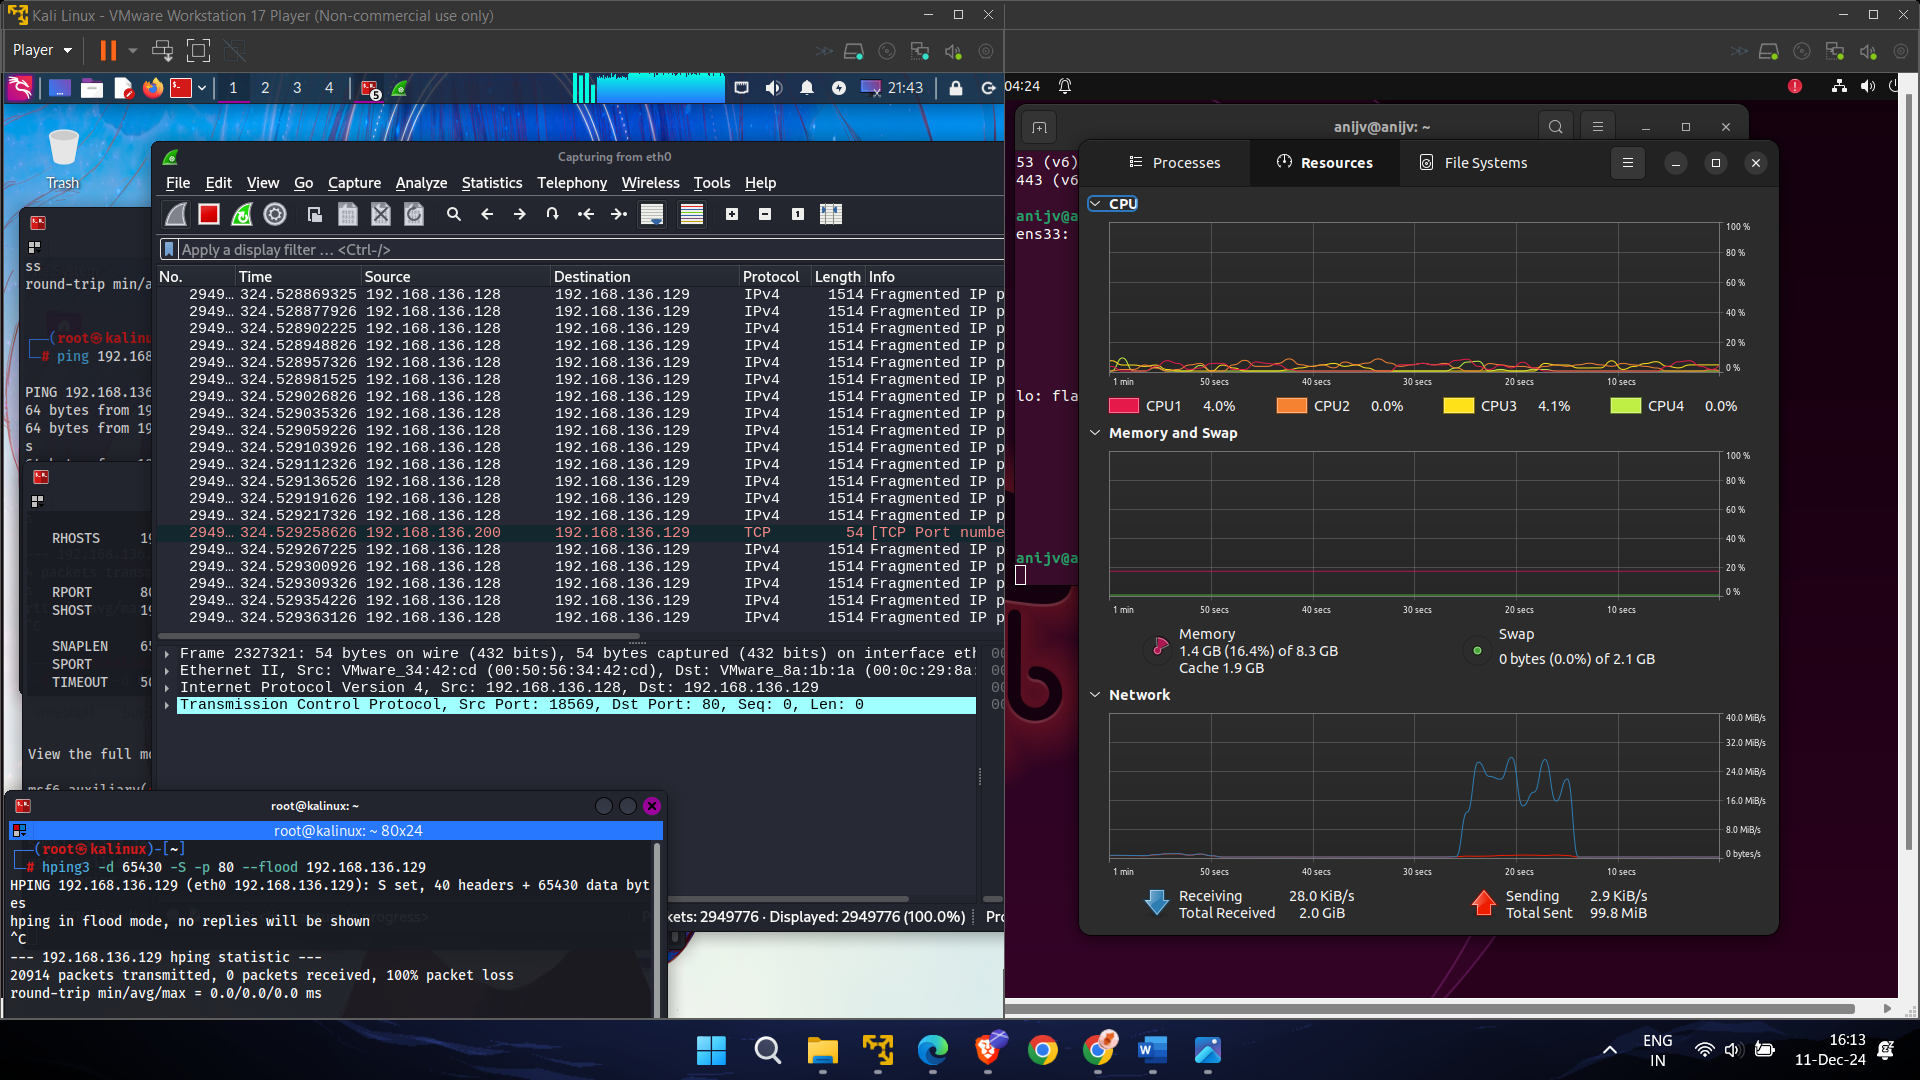 Kali Linux - VMware Workstation 17 Player (Non-commercial use only)
Player
1 2 3 4
5
21:43
Trash
Capturing from eth0
File Edit View Go Capture Analyze Statistics Telephony Wireless Tools Help
Apply a display filter … <Ctrl-/>
No. Time Source Destination Protocol Length Info
2949… 324.528869325 192.168.136.128 192.168.136.129 IPv4 1514 Fragmented IP p
2949… 324.528877926 192.168.136.128 192.168.136.129 IPv4 1514 Fragmented IP p
2949… 324.528902225 192.168.136.128 192.168.136.129 IPv4 1514 Fragmented IP p
2949… 324.528948826 192.168.136.128 192.168.136.129 IPv4 1514 Fragmented IP p
2949… 324.528957326 192.168.136.128 192.168.136.129 IPv4 1514 Fragmented IP p
2949… 324.528981525 192.168.136.128 192.168.136.129 IPv4 1514 Fragmented IP p
2949… 324.529026826 192.168.136.128 192.168.136.129 IPv4 1514 Fragmented IP p
2949… 324.529035326 192.168.136.128 192.168.136.129 IPv4 1514 Fragmented IP p
2949… 324.529059226 192.168.136.128 192.168.136.129 IPv4 1514 Fragmented IP p
2949… 324.529103926 192.168.136.128 192.168.136.129 IPv4 1514 Fragmented IP p
2949… 324.529112326 192.168.136.128 192.168.136.129 IPv4 1514 Fragmented IP p
2949… 324.529136526 192.168.136.128 192.168.136.129 IPv4 1514 Fragmented IP p
2949… 324.529191626 192.168.136.128 192.168.136.129 IPv4 1514 Fragmented IP p
2949… 324.529217326 192.168.136.128 192.168.136.129 IPv4 1514 Fragmented IP p
2949… 324.529258626 192.168.136.200 192.168.136.129 TCP 54 [TCP Port numbe
2949… 324.529267225 192.168.136.128 192.168.136.129 IPv4 1514 Fragmented IP p
2949… 324.529300926 192.168.136.128 192.168.136.129 IPv4 1514 Fragmented IP p
2949… 324.529309326 192.168.136.128 192.168.136.129 IPv4 1514 Fragmented IP p
2949… 324.529354226 192.168.136.128 192.168.136.129 IPv4 1514 Fragmented IP p
2949… 324.529363126 192.168.136.128 192.168.136.129 IPv4 1514 Fragmented IP p
Frame 2327321: 54 bytes on wire (432 bits), 54 bytes captured (432 bits) on interface eth
Ethernet II, Src: VMware_34:42:cd (00:50:56:34:42:cd), Dst: VMware_8a:1b:1a (00:0c:29:8a:
Internet Protocol Version 4, Src: 192.168.136.128, Dst: 192.168.136.129
Transmission Control Protocol, Src Port: 18569, Dst Port: 80, Seq: 0, Len: 0
kets: 2949776 · Displayed: 2949776 (100.0%) Pro
ss
round-trip min/a
(root㉿kalinu
# ping 192.168
PING 192.168.136
64 bytes from 19
64 bytes from 19
s
RHOSTS 19
RPORT 80
SHOST 19
SNAPLEN 65
SPORT
TIMEOUT 50
View the full mo
msf6 auxiliary(
root@kalinux: ~
root@kalinux: ~ 80x24
(root㉿kalinux)-[~]
# hping3 -d 65430 -S -p 80 --flood 192.168.136.129
HPING 192.168.136.129 (eth0 192.168.136.129): S set, 40 headers + 65430 data byt
es
hping in flood mode, no replies will be shown
^C
--- 192.168.136.129 hping statistic ---
20914 packets transmitted, 0 packets received, 100% packet loss
round-trip min/avg/max = 0.0/0.0/0.0 ms
04:24
anijv@anijv: ~
53 (v6)
443 (v6
anijv@a
ens33:
lo: fla
anijv@a
Processes Resources File Systems
CPU
100 %
80 %
60 %
40 %
20 %
0 %
1 min 50 secs 40 secs 30 secs 20 secs 10 secs
CPU1 4.0% CPU2 0.0% CPU3 4.1% CPU4 0.0%
Memory and Swap
100 %
80 %
60 %
40 %
20 %
0 %
1 min 50 secs 40 secs 30 secs 20 secs 10 secs
Memory
1.4 GB (16.4%) of 8.3 GB
Cache 1.9 GB
Swap
0 bytes (0.0%) of 2.1 GB
Network
40.0 MiB/s
32.0 MiB/s
24.0 MiB/s
16.0 MiB/s
8.0 MiB/s
0 bytes/s
1 min 50 secs 40 secs 30 secs 20 secs 10 secs
Receiving 28.0 KiB/s
Total Received 2.0 GiB
Sending 2.9 KiB/s
Total Sent 99.8 MiB
ENG
IN
16:13
11-Dec-24